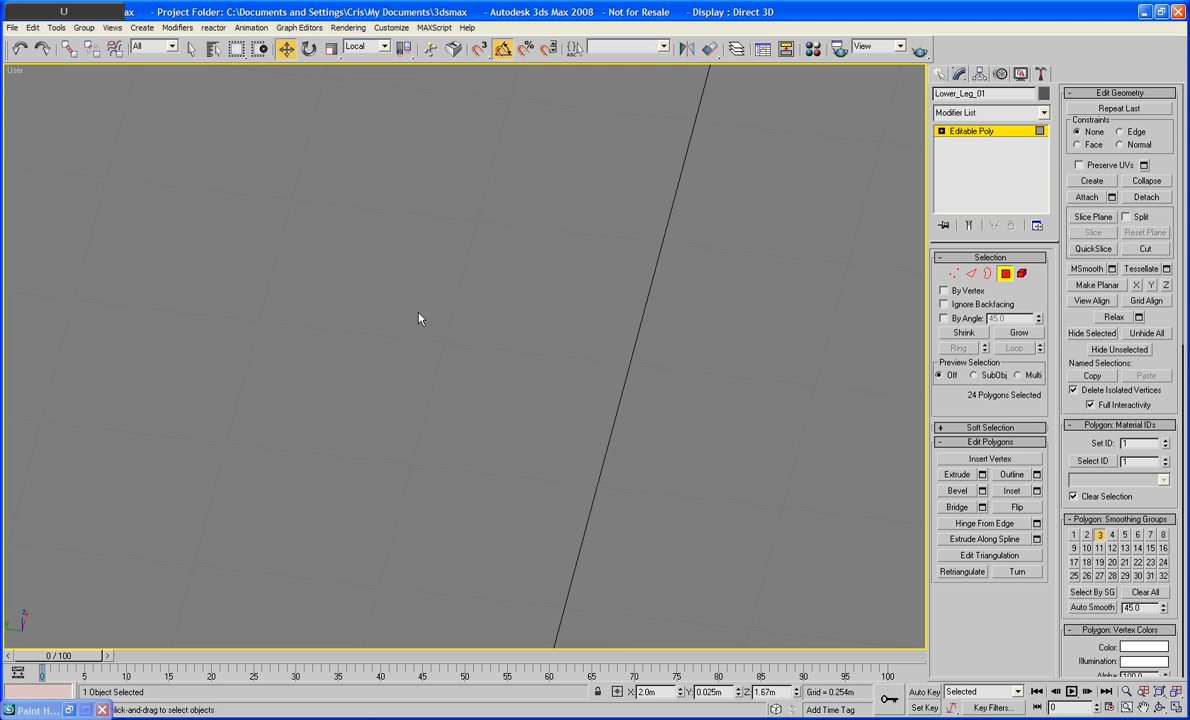 U
ax - Project Folder: C:\Documents and Settings\Cris\My Documents\3dsmax - Autodesk 3ds Max 2008 - Not for Resale - Display : Direct 3D
File Edit Tools Group Views Create Modifiers reactor Animation Graph Editors Rendering Customize MAXScript Help
All Local View
User
Lower_Leg_01
Modifier List
Editable Poly
Selection
By Vertex
Ignore Backfacing
By Angle: 45.0
Shrink Grow
Ring Loop
Preview Selection
Off SubObj Multi
24 Polygons Selected
Soft Selection
Edit Polygons
Insert Vertex
Extrude Outline
Bevel Inset
Bridge Flip
Hinge From Edge
Extrude Along Spline
Edit Triangulation
Retriangulate Turn
Edit Geometry
Repeat Last
Constraints
None Edge
Face Normal
Preserve UVs
Create Collapse
Attach Detach
Slice Plane Split
Slice Reset Plane
QuickSlice Cut
MSmooth Tessellate
Make Planar X Y Z
View Align Grid Align
Relax
Hide Selected Unhide All
Hide Unselected
Named Selections:
Copy Paste
Delete Isolated Vertices
Full Interactivity
Polygon: Material IDs
Set ID: 1
Select ID 1
Clear Selection
Polygon: Smoothing Groups
1 2 3 4 5 6 7 8
9 10 11 12 13 14 15 16
17 18 19 20 21 22 23 24
25 26 27 28 29 30 31 32
Select By SG Clear All
Auto Smooth 45.0
Polygon: Vertex Colors
Color:
Illumination:
0 / 100
0 5 10 15 20 25 30 35 40 45 50 55 60 65 70 75 80 85 90 95 100
1 Object Selected X: 2.0m Y: 0.025m Z: 1.67m Grid = 0.254m Auto Key Selected
Paint H... lick-and-drag to select objects Add Time Tag Set Key Key Filters... 0